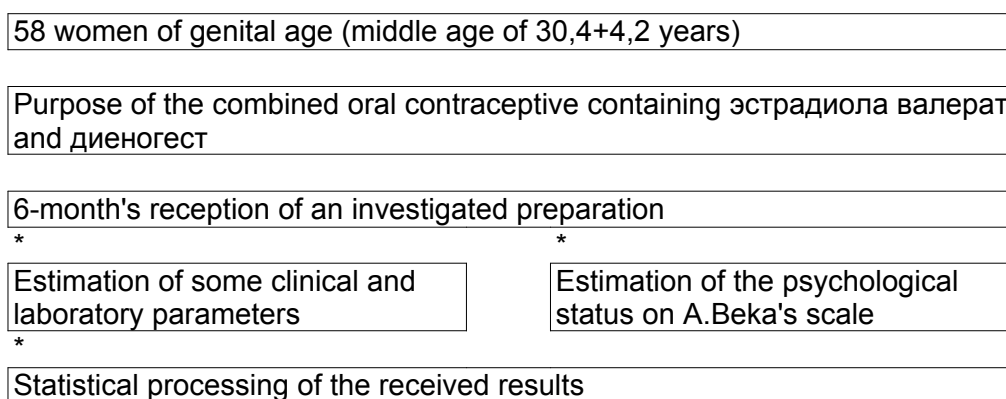 58 women of genital age (middle age of 30,4+4,2 years)
Purpose of the combined oral contraceptive containing эстрадиола валерат
and диеногест
6-month's reception of an investigated preparation
* *
Estimation of some clinical and
laboratory parameters
Estimation of the psychological
status on A.Beka's scale
*
Statistical processing of the received results